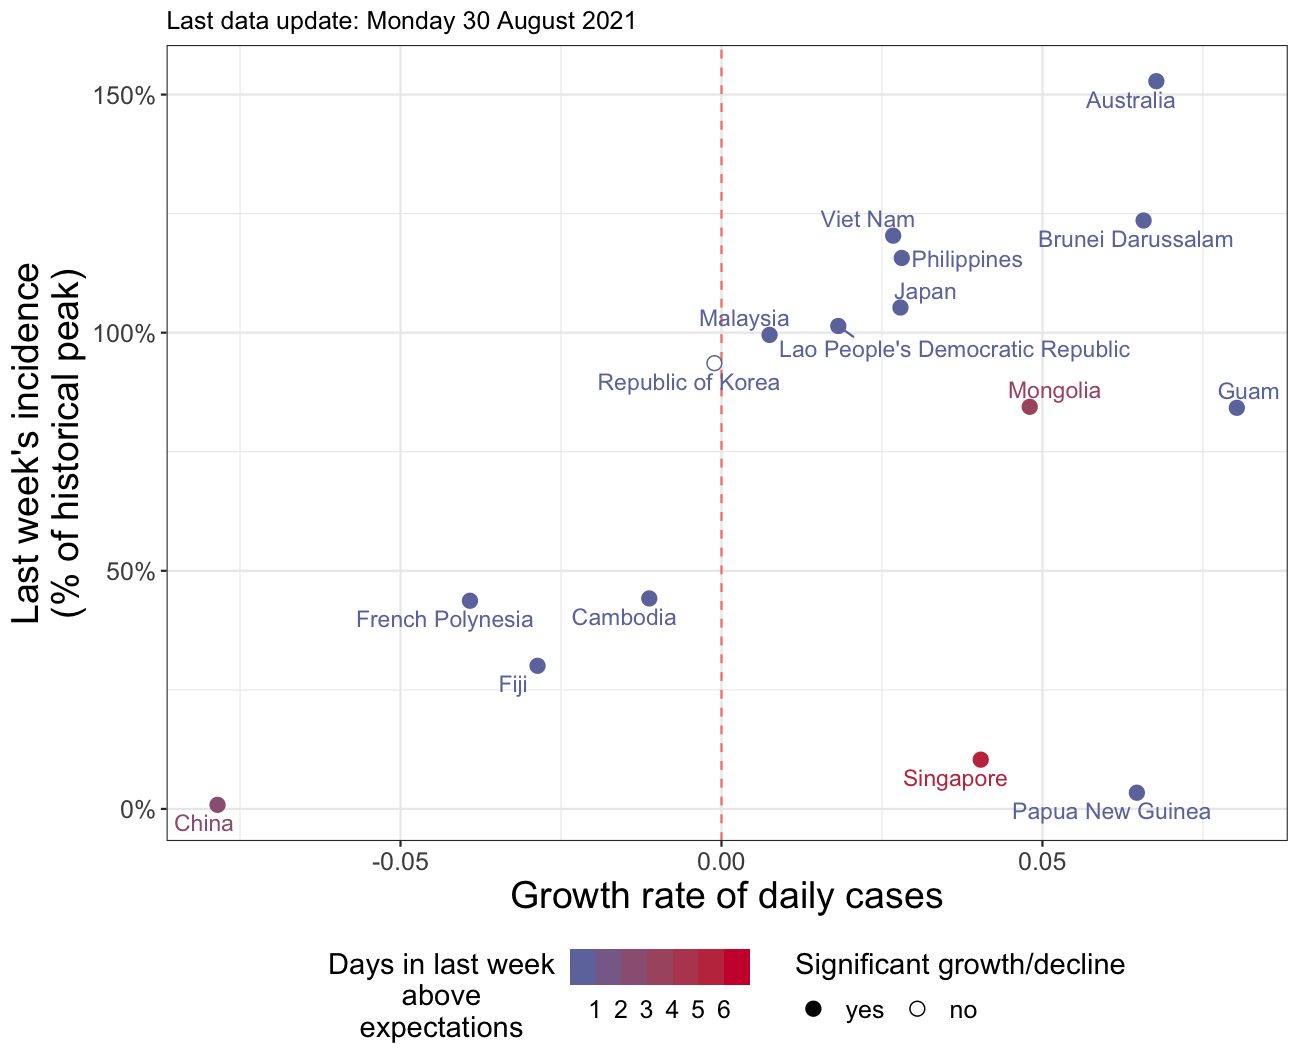 Last data update: Monday 30 August 2021
150%
Australia
Viet Nam
Brunei Darussalam
Philippines
Japan
Malaysia
100%
Lao People's Democratic Republic
Republic of Korea
Mongolia
Guam
Last week's incidence
(% of historical peak)
50%
French Polynesia
Cambodia
Fiji
Singapore
0%
Papua New Guinea
China
-0.05
0.00
0.05
Growth rate of daily cases
Days in last week
above
expectations
1 2 3 4 5 6
Significant growth/decline
yes
no